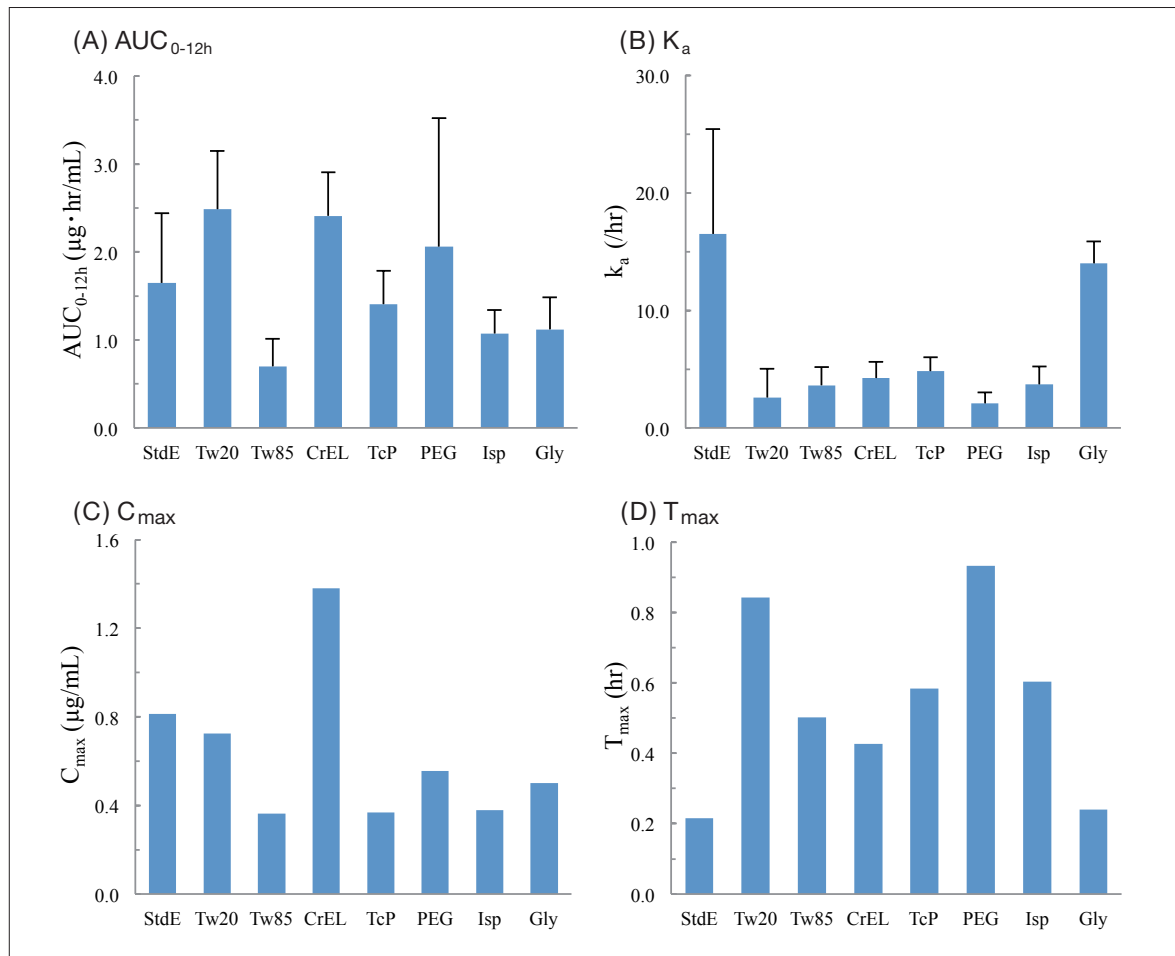 (A) AUC0-12h
AUC0-12h (µg・hr/mL)
4.0
3.0
2.0
1.0
0.0
StdE Tw20 Tw85 CrEL TcP PEG Isp Gly
(B) Ka
ka (/hr)
30.0
20.0
10.0
0.0
StdE Tw20 Tw85 CrEL TcP PEG Isp Gly
(C) Cmax
Cmax (µg/mL)
1.6
1.2
0.8
0.4
0.0
StdE Tw20 Tw85 CrEL TcP PEG Isp Gly
(D) Tmax
Tmax (hr)
1.0
0.8
0.6
0.4
0.2
0.0
StdE Tw20 Tw85 CrEL TcP PEG Isp Gly